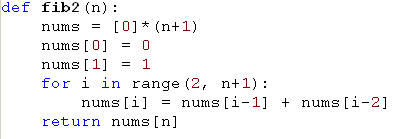 def fib2(n):
    nums = [0]*(n+1)
    nums[0] = 0
    nums[1] = 1
    for i in range(2, n+1):
        nums[i] = nums[i-1] + nums[i-2]
    return nums[n]